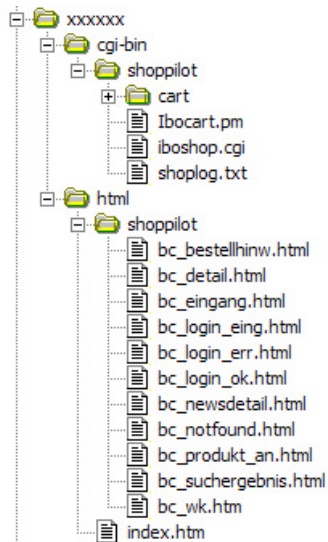 xxxxxx
cgi-bin
shoppilot
cart
Ibocart.pm
iboshop.cgi
shoplog.txt
html
shoppilot
bc_bestellhinw.html
bc_detail.html
bc_eingang.html
bc_login_eing.html
bc_login_err.html
bc_login_ok.html
bc_newsdetail.html
bc_notfound.html
bc_produkt_an.html
bc_suchergebnis.html
bc_wk.htm
index.htm